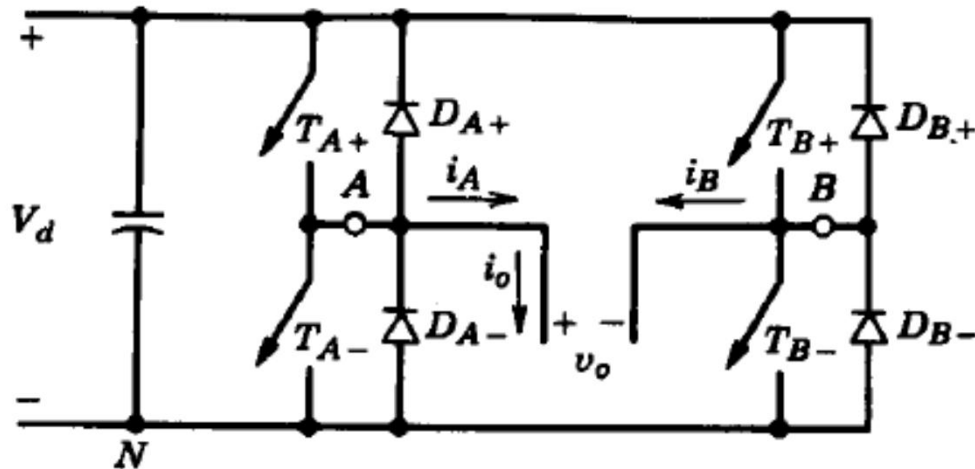 +
D_{A+}
D_{B+}
T_{A+}
T_{B+}
i_A
i_B
A
B
V_d
i_o
D_{A-}
D_{B-}
+ -
T_{A-}
T_{B-}
v_o
-
N